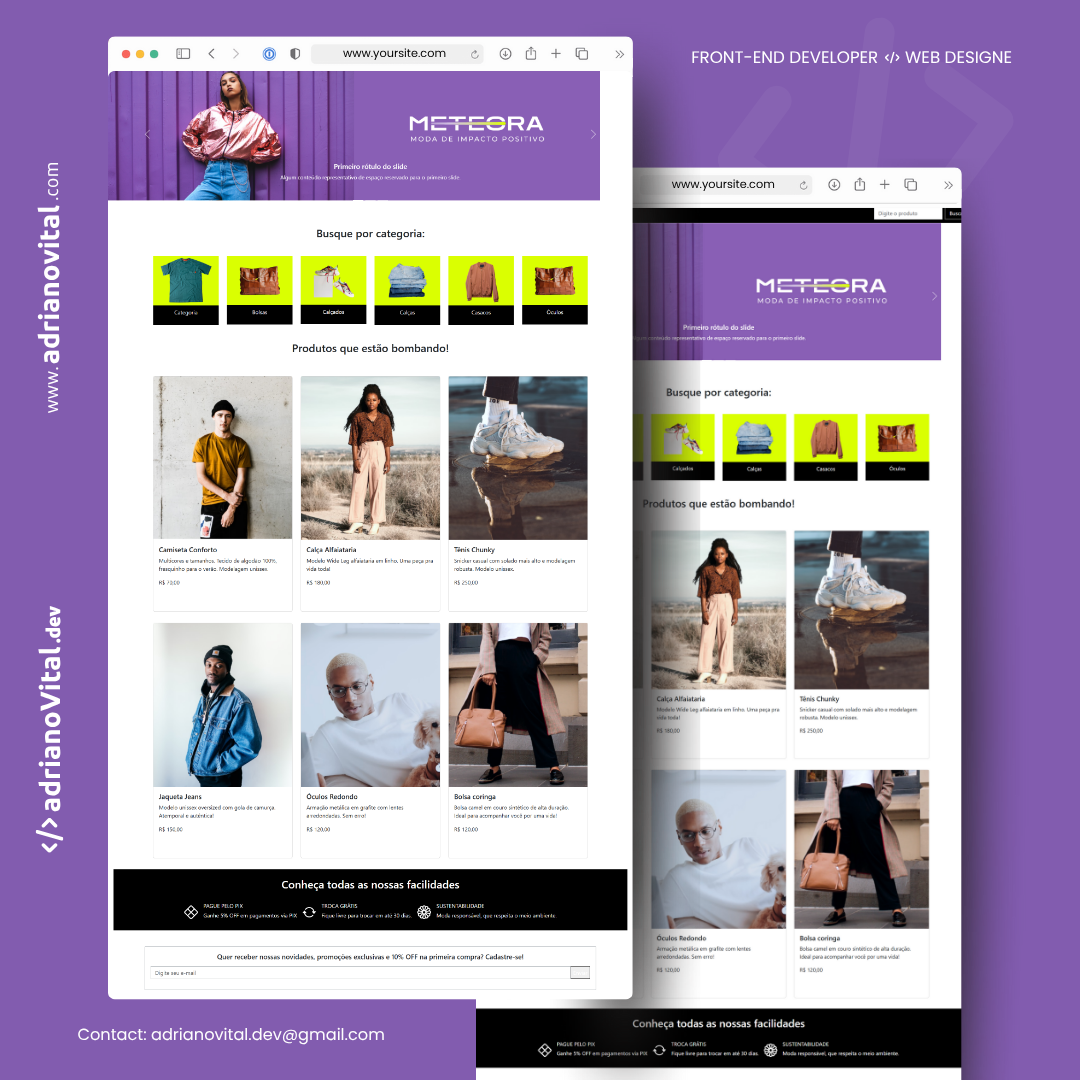 FRONT-END DEVELOPER </> WEB DESIGNE
www.adrianovital.com
</> adrianoVital.dev
www.yoursite.com
METEORA
MODA DE IMPACTO POSITIVO
Primeiro rótulo do slide
Algum conteúdo representativo de espaço reservado para o primeiro slide.
Busque por categoria:
Categoria
Bolsas
Calçados
Calças
Casacos
Óculos
Produtos que estão bombando!
Camiseta Conforto
Multicores e tamanhos. Tecido de algodão 100%,
fresquinho para o verão. Modelagem unissex.
R$ 70,00
Calça Alfaiataria
Modelo Wide Leg alfaiataria em linho. Uma peça pra
vida toda!
R$ 180,00
Tênis Chunky
Snicker casual com solado mais alto e modelagem
robusta. Modelo unissex.
R$ 250,00
Jaqueta Jeans
Modelo unissex oversized com gola de camurça.
Atemporal e autêntica!
R$ 150,00
Óculos Redondo
Armação metálica em grafite com lentes
arredondadas. Sem erro!
R$ 120,00
Bolsa coringa
Bolsa camel em couro sintético de alta duração.
Ideal para acompanhar você por uma vida!
R$ 120,00
Conheça todas as nossas facilidades
PAGUE PELO PIX
Ganhe 5% OFF em pagamentos via PIX
TROCA GRÁTIS
Fique livre para trocar em até 30 dias.
SUSTENTABILIDADE
Moda responsável, que respeita o meio ambiente.
Quer receber nossas novidades, promoções exclusivas e 10% OFF na primeira compra? Cadastre-se!
Digite seu e-mail
www.yoursite.com
Digite o produto
Busc
METEORA
MODA DE IMPACTO POSITIVO
Primeiro rótulo do slide
conteúdo representativo de espaço reservado para o primeiro slide.
Busque por categoria:
Calçados
Calças
Casacos
Óculos
Produtos que estão bombando!
Calça Alfaiataria
Modelo Wide Leg alfaiataria em linho. Uma peça pra
vida toda!
R$ 180,00
Tênis Chunky
Snicker casual com solado mais alto e modelagem
robusta. Modelo unissex.
R$ 250,00
Óculos Redondo
Armação metálica em grafite com lentes
arredondadas. Sem erro!
R$ 120,00
Bolsa coringa
Bolsa camel em couro sintético de alta duração.
Ideal para acompanhar você por uma vida!
R$ 120,00
Conheça todas as nossas facilidades
PAGUE PELO PIX
Ganhe 5% OFF em pagamentos via PIX
TROCA GRÁTIS
Fique livre para trocar em até 30 dias.
SUSTENTABILIDADE
Moda responsável, que respeita o meio ambiente.
Contact: adrianovital.dev@gmail.com